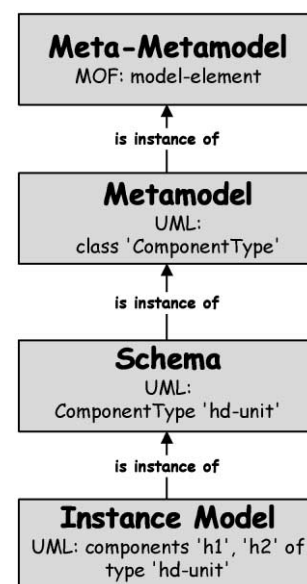 Meta-Metamodel
MOF: model-element
is instance of
Metamodel
UML:
class 'ComponentType'
is instance of
Schema
UML:
ComponentType 'hd-unit'
is instance of
Instance Model
UML: components 'h1', 'h2' of
type 'hd-unit'